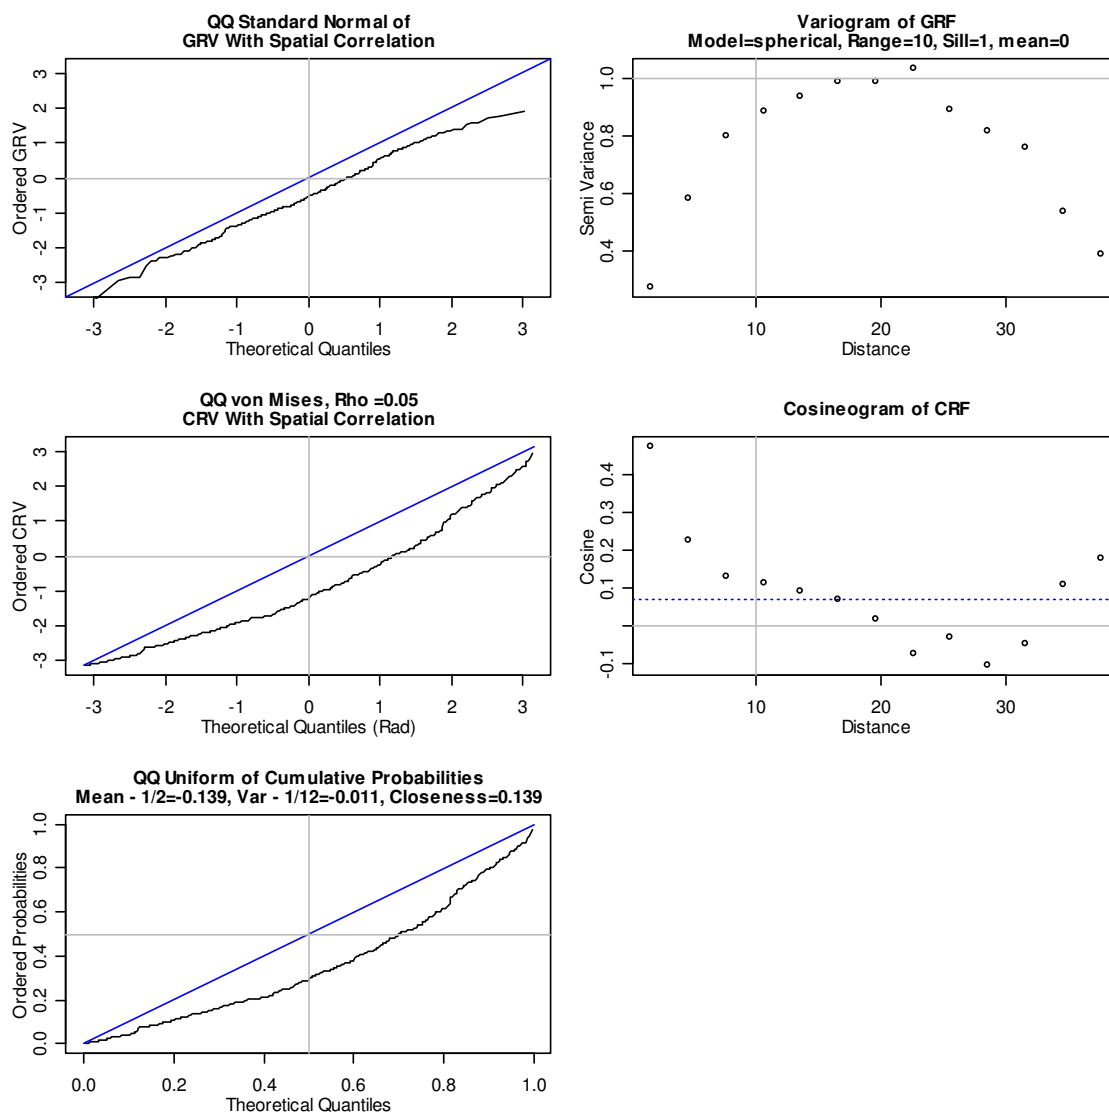 QQ Standard Normal of
GRV With Spatial Correlation
Ordered GRV
3
2
1
0
-1
-2
-3
-3 -2 -1 0 1 2 3
Theoretical Quantiles
Variogram of GRF
Model=spherical, Range=10, Sill=1, mean=0
Semi Variance
1.0
0.8
0.6
0.4
10 20 30
Distance
QQ von Mises, Rho =0.05
CRV With Spatial Correlation
Ordered CRV
3
2
1
0
-1
-2
-3
-3 -2 -1 0 1 2 3
Theoretical Quantiles (Rad)
Cosineogram of CRF
Cosine
0.4
0.3
0.2
0.1
-0.1
10 20 30
Distance
QQ Uniform of Cumulative Probabilities
Mean - 1/2=-0.139, Var - 1/12=-0.011, Closeness=0.139
Ordered Probabilities
1.0
0.8
0.6
0.4
0.2
0.0
0.0 0.2 0.4 0.6 0.8 1.0
Theoretical Quantiles